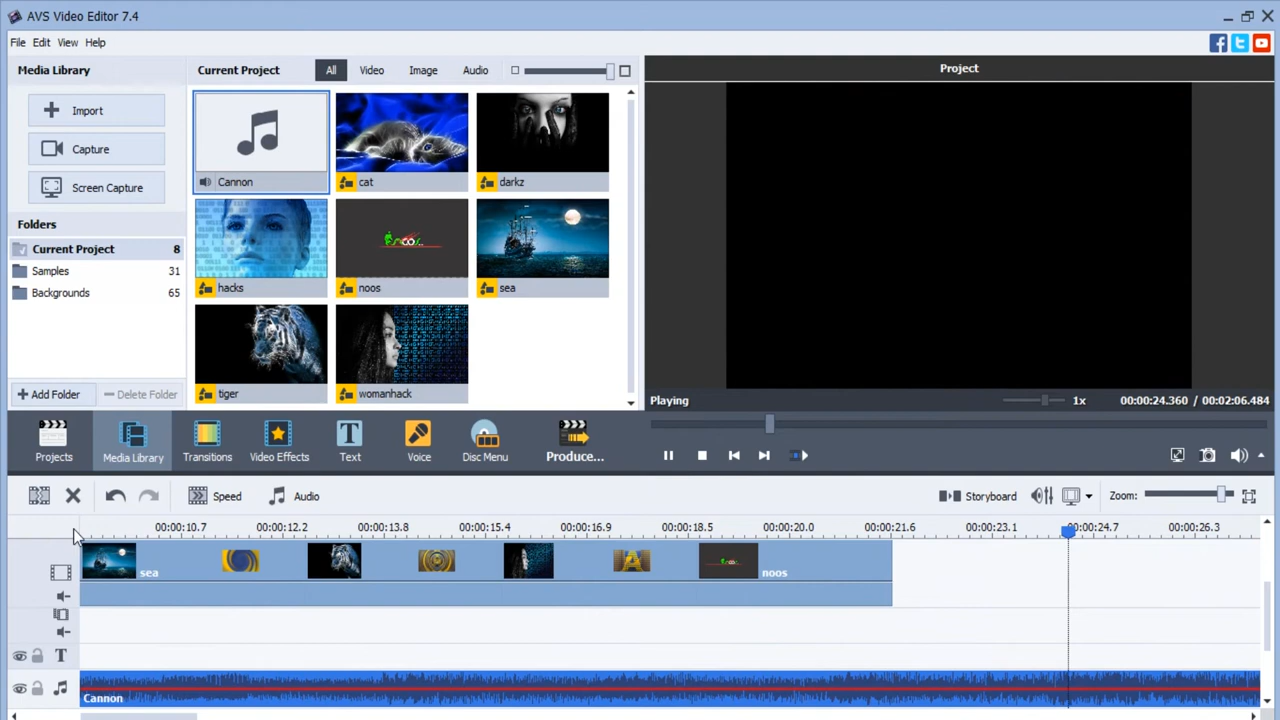 AVS Video Editor 7.4
File Edit View Help
Media Library
Current Project All Video Image Audio
Project
Import
Capture
Screen Capture
Cannon cat darkz
Folders
Current Project 8
Samples 31
Backgrounds 65
hacks noos sea
tiger womanhack
Add Folder Delete Folder
Playing 1x 00:00:24.360 / 00:02:06.484
Projects Media Library Transitions Video Effects Text Voice Disc Menu Produce...
Speed Audio Storyboard Zoom:
00:00:10.7 00:00:12.2 00:00:13.8 00:00:15.4 00:00:16.9 00:00:18.5 00:00:20.0 00:00:21.6 00:00:23.1 00:00:24.7 00:00:26.3
sea A noos
T
Cannon